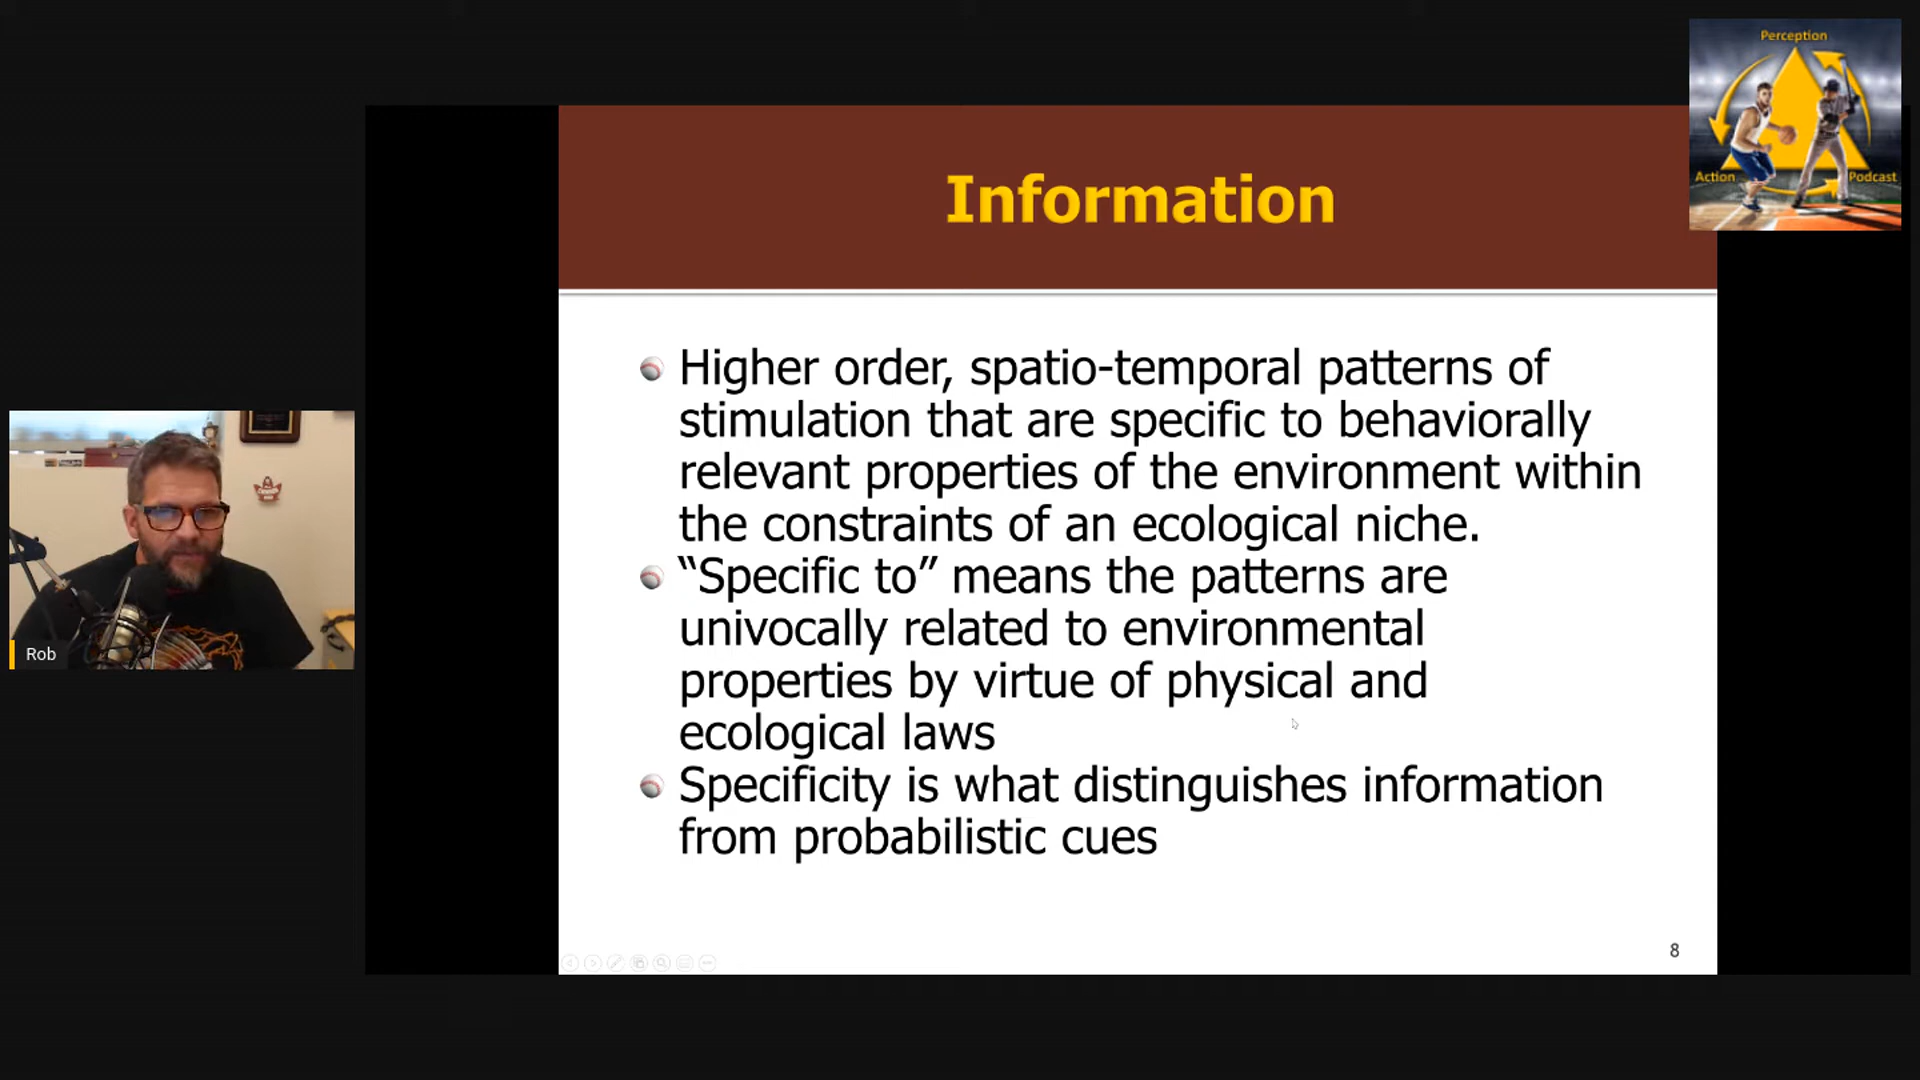 Perception
Action
Podcast
Information
Higher order, spatio-temporal patterns of
stimulation that are specific to behaviorally
relevant properties of the environment within
the constraints of an ecological niche.
“Specific to” means the patterns are
univocally related to environmental
properties by virtue of physical and
ecological laws
Specificity is what distinguishes information
from probabilistic cues
8
Rob